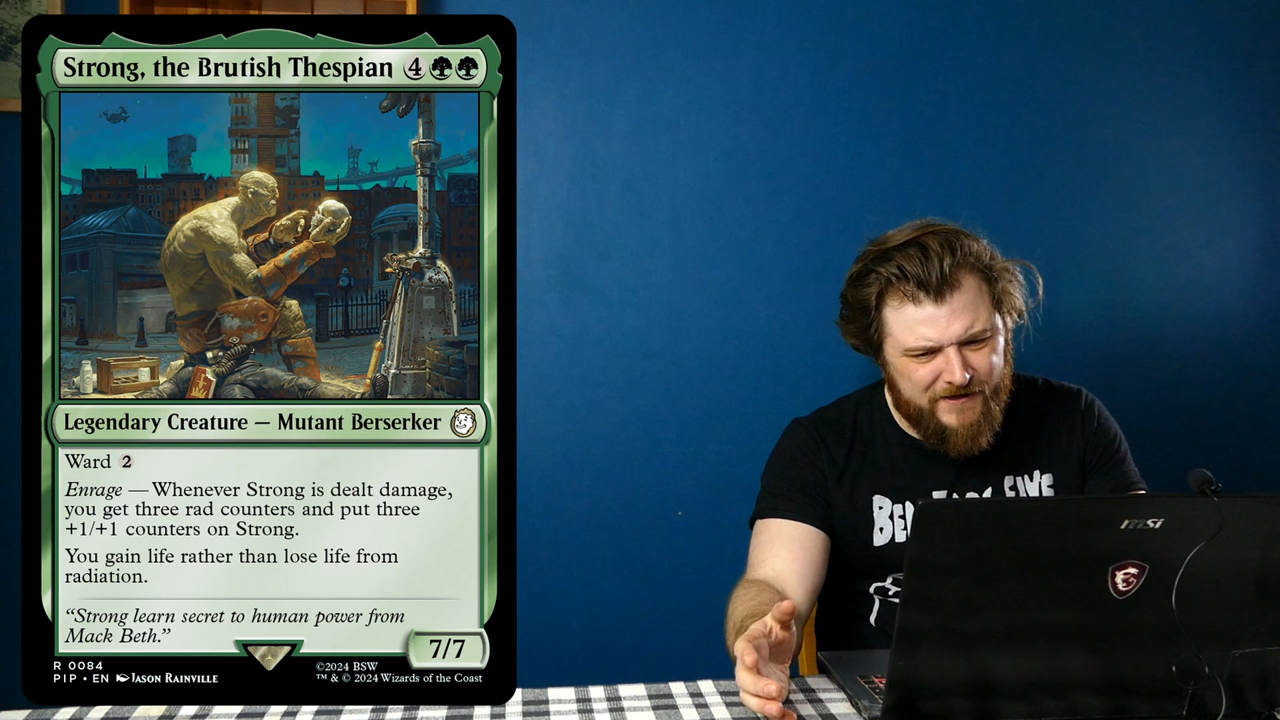 Strong, the Brutish Thespian 4
Legendary Creature — Mutant Berserker
Ward 2
Enrage — Whenever Strong is dealt damage,
you get three rad counters and put three
+1/+1 counters on Strong.
You gain life rather than lose life from
radiation.
“Strong learn secret to human power from
Mack Beth.”
7/7
R 0084
PIP • EN JASON RAINVILLE
©2024 BSW
™ & © 2024 Wizards of the Coast
msi